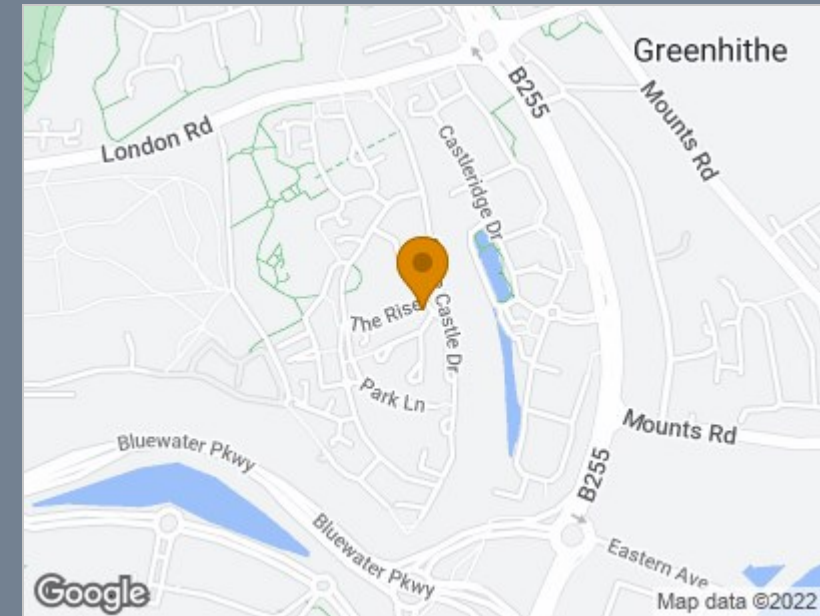 Greenhithe
B255
Mounts Rd
London Rd
Castleridge Dr
The Rise
Castle Dr
Park Ln
Mounts Rd
Bluewater Pkwy
B255
Bluewater Pkwy
Eastern Ave
Google
Map data ©2022